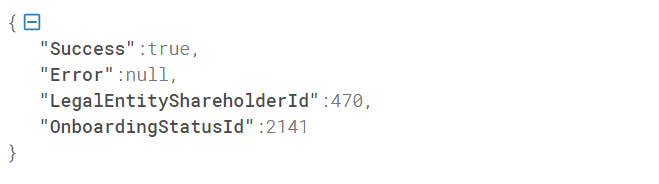 {
"Success":true,
"Error":null,
"LegalEntityShareholderId":470,
"OnboardingStatusId":2141
}